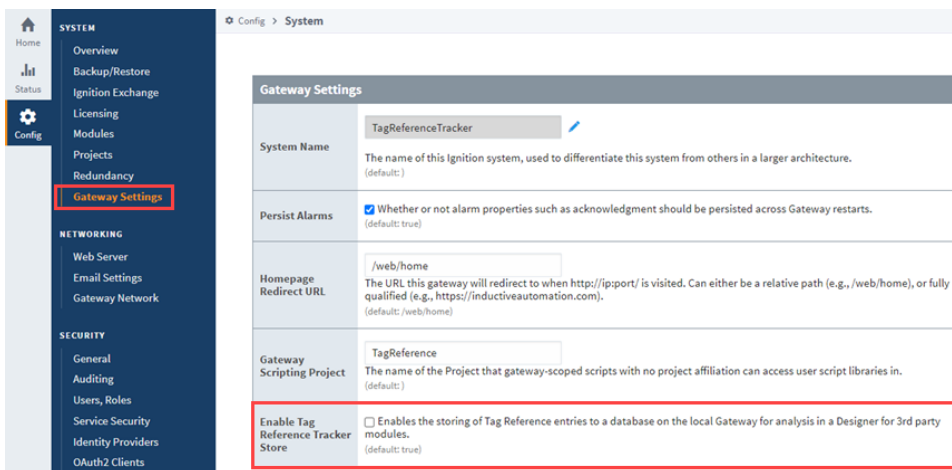 Home
Status
Config
SYSTEM
Overview
Backup/Restore
Ignition Exchange
Licensing
Modules
Projects
Redundancy
Gateway Settings
NETWORKING
Web Server
Email Settings
Gateway Network
SECURITY
General
Auditing
Users, Roles
Service Security
Identity Providers
OAuth2 Clients
Config > System
Gateway Settings
System Name
TagReferenceTracker
The name of this Ignition system, used to differentiate this system from others in a larger architecture.
(default: )
Persist Alarms
Whether or not alarm properties such as acknowledgment should be persisted across Gateway restarts.
(default: true)
Homepage
Redirect URL
/web/home
The URL this gateway will redirect to when http://ip:port/ is visited. Can either be a relative path (e.g., /web/home), or fully
qualified (e.g., https://inductiveautomation.com).
(default: /web/home)
Gateway
Scripting Project
TagReference
The name of the Project that gateway-scoped scripts with no project affiliation can access user script libraries in.
(default: )
Enable Tag
Reference Tracker
Store
Enables the storing of Tag Reference entries to a database on the local Gateway for analysis in a Designer for 3rd party
modules.
(default: true)